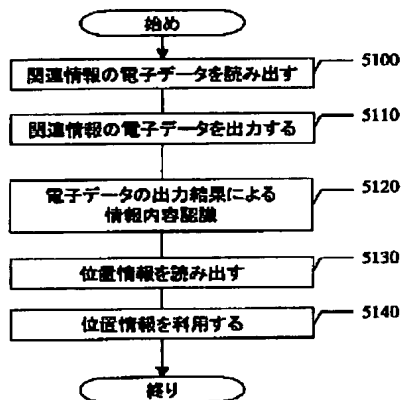 始め
関連情報の電子データを読み出す
5100
関連情報の電子データを出力する
5110
電子データの出力結果による
情報内容認識
5120
位置情報を読み出す
5130
位置情報を利用する
5140
終り